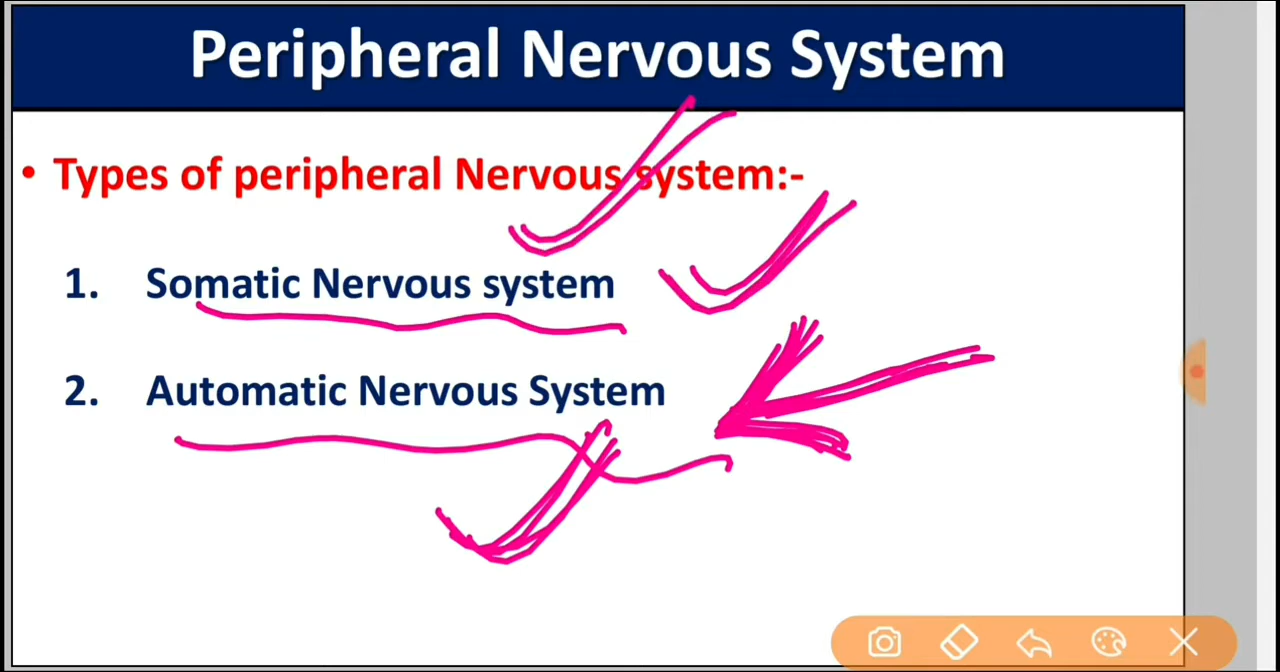 Peripheral Nervous System
• Types of peripheral Nervous system:-
1. Somatic Nervous system
2. Automatic Nervous System